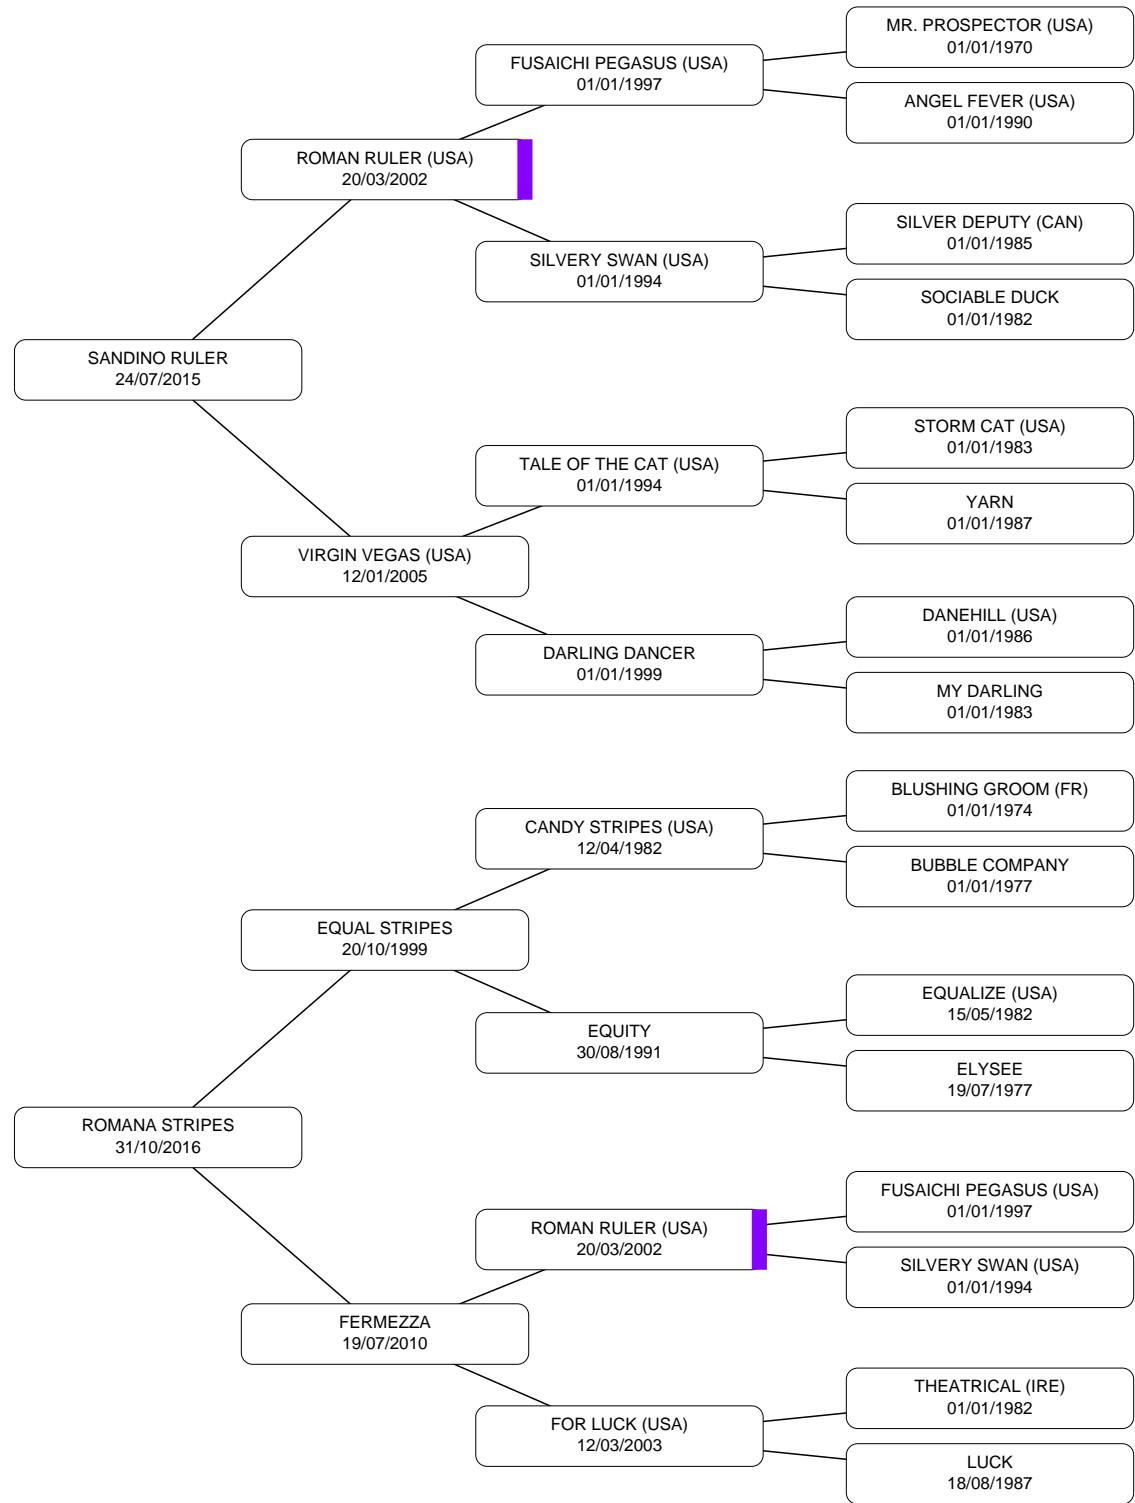 MR. PROSPECTOR (USA)
01/01/1970
FUSAICHI PEGASUS (USA)
01/01/1997
ANGEL FEVER (USA)
01/01/1990
ROMAN RULER (USA)
20/03/2002
SILVER DEPUTY (CAN)
01/01/1985
SILVERY SWAN (USA)
01/01/1994
SOCIABLE DUCK
01/01/1982
SANDINO RULER
24/07/2015
STORM CAT (USA)
01/01/1983
TALE OF THE CAT (USA)
01/01/1994
YARN
01/01/1987
VIRGIN VEGAS (USA)
12/01/2005
DANEHILL (USA)
01/01/1986
DARLING DANCER
01/01/1999
MY DARLING
01/01/1983
BLUSHING GROOM (FR)
01/01/1974
CANDY STRIPES (USA)
12/04/1982
BUBBLE COMPANY
01/01/1977
EQUAL STRIPES
20/10/1999
EQUALIZE (USA)
15/05/1982
EQUITY
30/08/1991
ELYSEE
19/07/1977
ROMANA STRIPES
31/10/2016
FUSAICHI PEGASUS (USA)
01/01/1997
ROMAN RULER (USA)
20/03/2002
SILVERY SWAN (USA)
01/01/1994
FERMEZZA
19/07/2010
THEATRICAL (IRE)
01/01/1982
FOR LUCK (USA)
12/03/2003
LUCK
18/08/1987